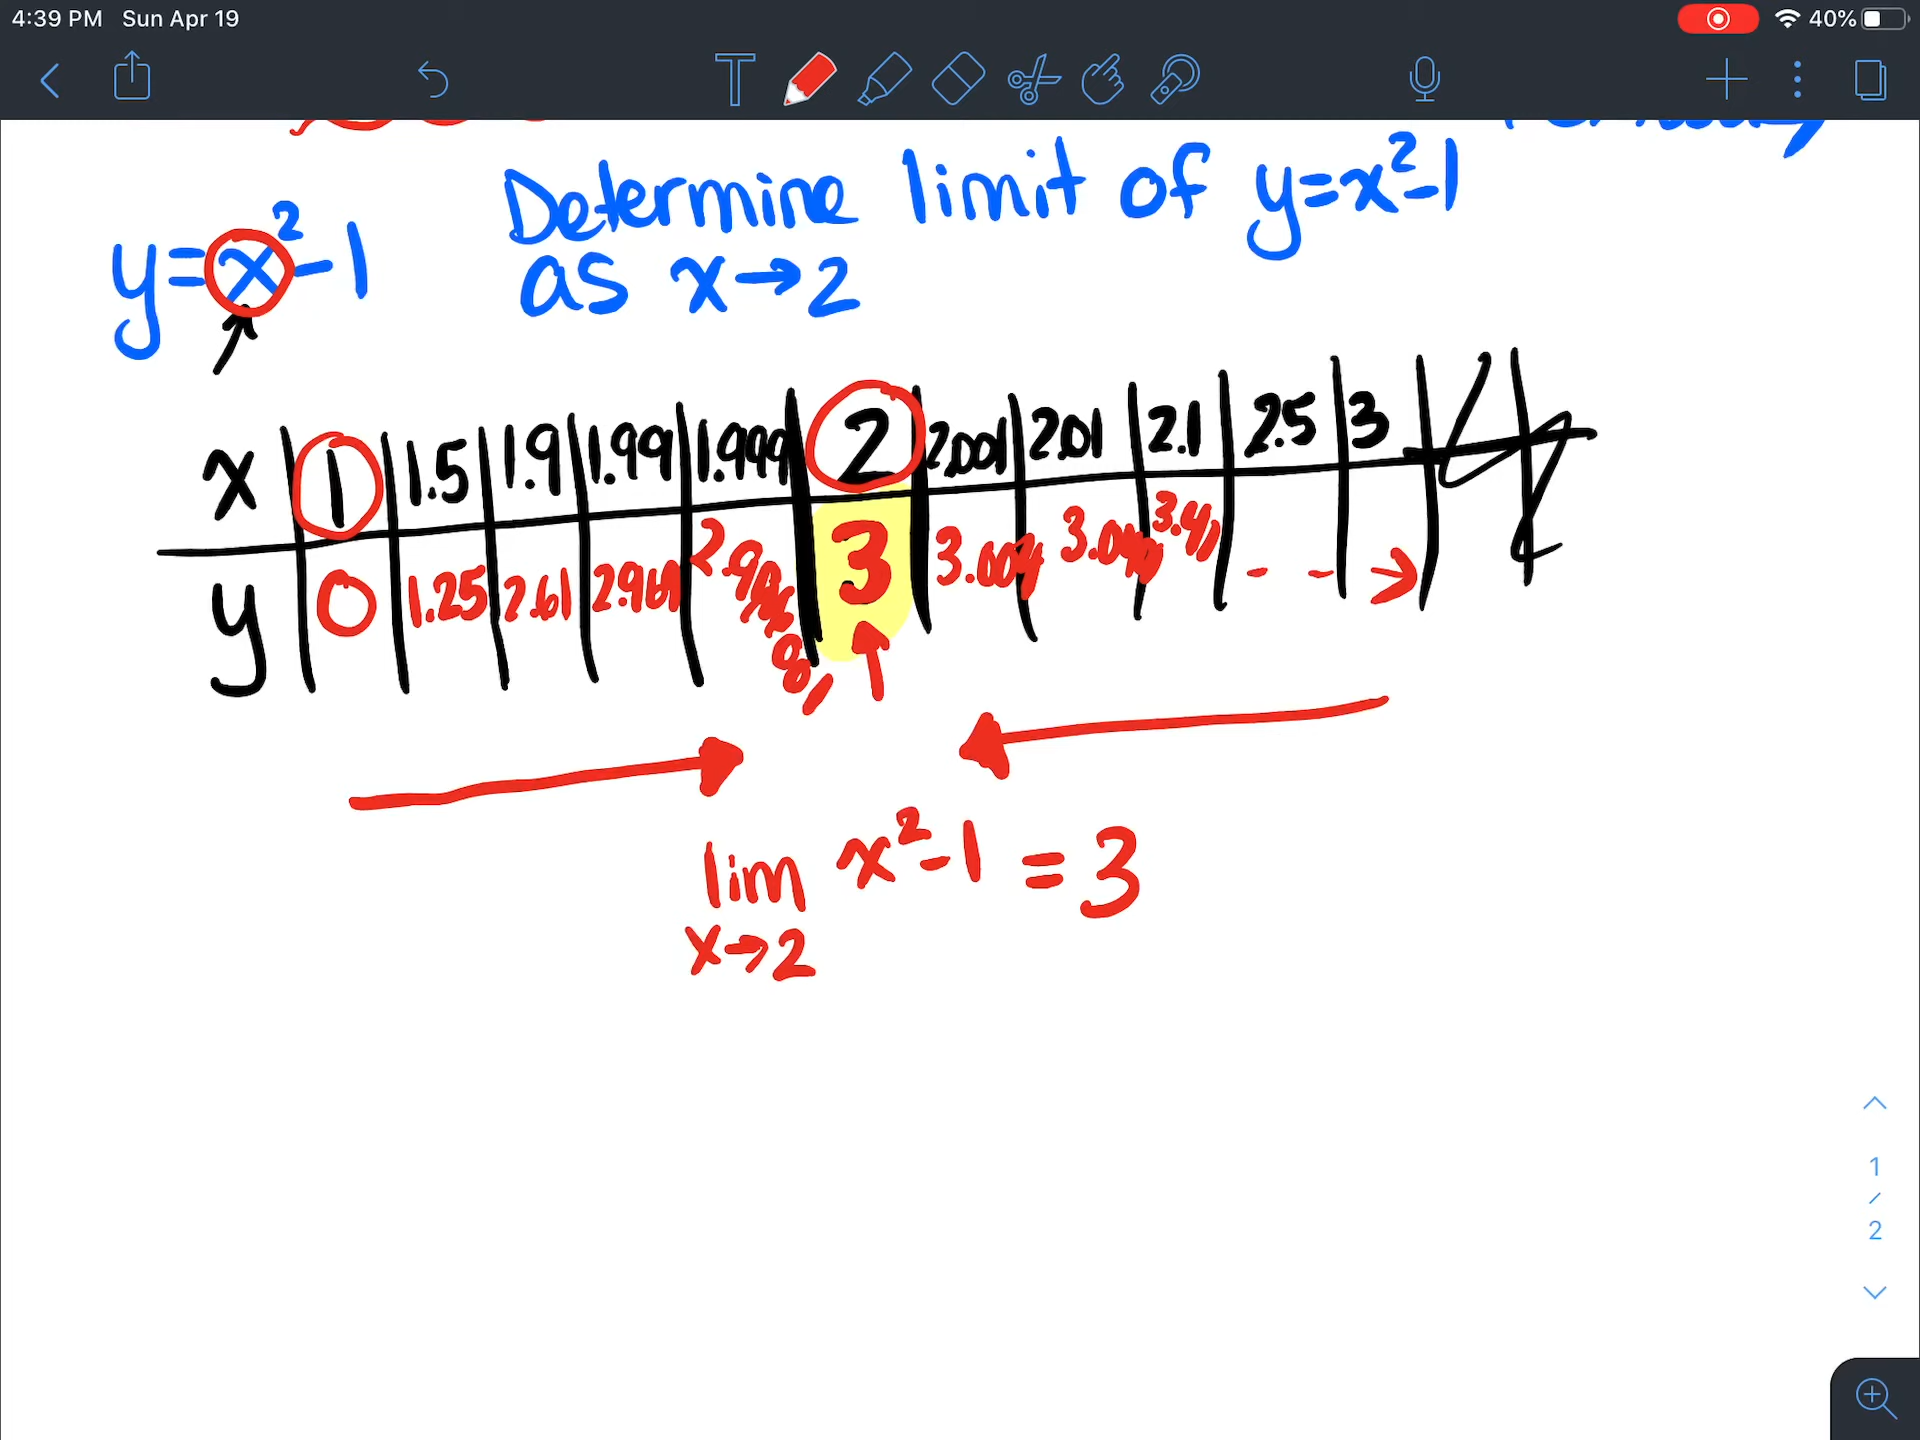 4:39 PM Sun Apr 19
40%
Determine limit of y=x²-1
as x→2
y=x²-1
x 1 1.5 1.9 1.99 1.999 2 2.001 2.01 2.1 2.5 3
y 0 1.25 2.61 3 3.004 - - →
lim x²-1 = 3
x→2
1
/
2